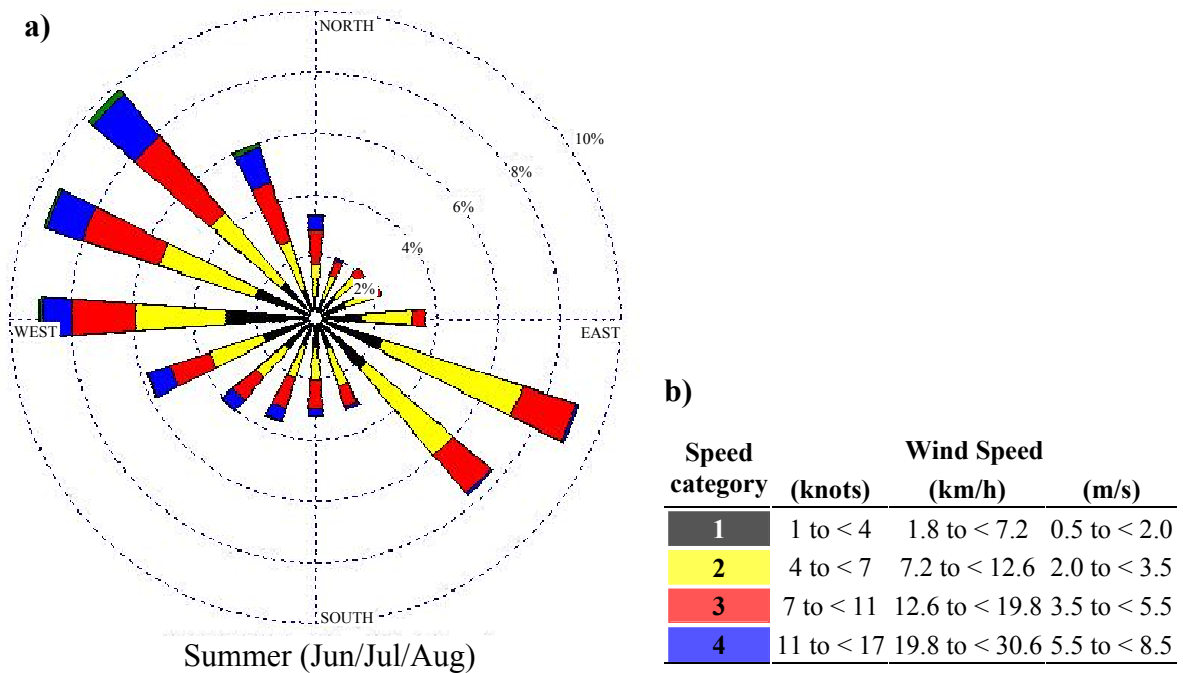 a)
NORTH
10%
8%
6%
4%
2%
WEST
EAST
SOUTH
Summer (Jun/Jul/Aug)
b)
Speed category Wind Speed
(knots) (km/h) (m/s)
1 1 to < 4 1.8 to < 7.2 0.5 to < 2.0
2 4 to < 7 7.2 to < 12.6 2.0 to < 3.5
3 7 to < 11 12.6 to < 19.8 3.5 to < 5.5
4 11 to < 17 19.8 to < 30.6 5.5 to < 8.5